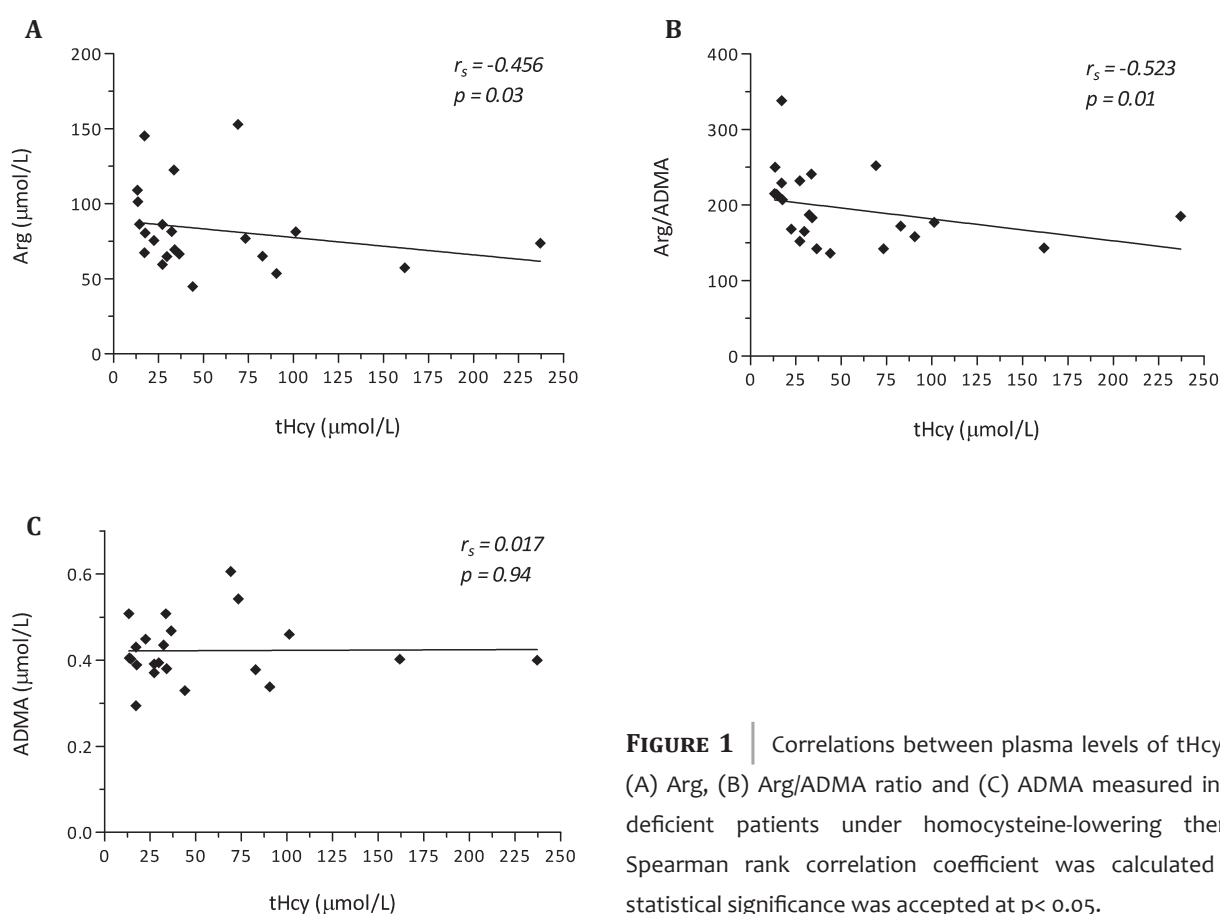 A
r_s = -0.456
p = 0.03
200
150
100
50
0
Arg (µmol/L)
0 25 50 75 100 125 150 175 200 225 250
tHcy (µmol/L)
B
r_s = -0.523
p = 0.01
400
300
200
100
0
Arg/ADMA
0 25 50 75 100 125 150 175 200 225 250
tHcy (µmol/L)
C
r_s = 0.017
p = 0.94
0.6
0.4
0.2
0.0
ADMA (µmol/L)
0 25 50 75 100 125 150 175 200 225 250
tHcy (µmol/L)
FIGURE 1 | Correlations between plasma levels of tHcy
(A) Arg, (B) Arg/ADMA ratio and (C) ADMA measured in
deficient patients under homocysteine-lowering
Spearman rank correlation coefficient was calculated
statistical significance was accepted at p< 0.05.